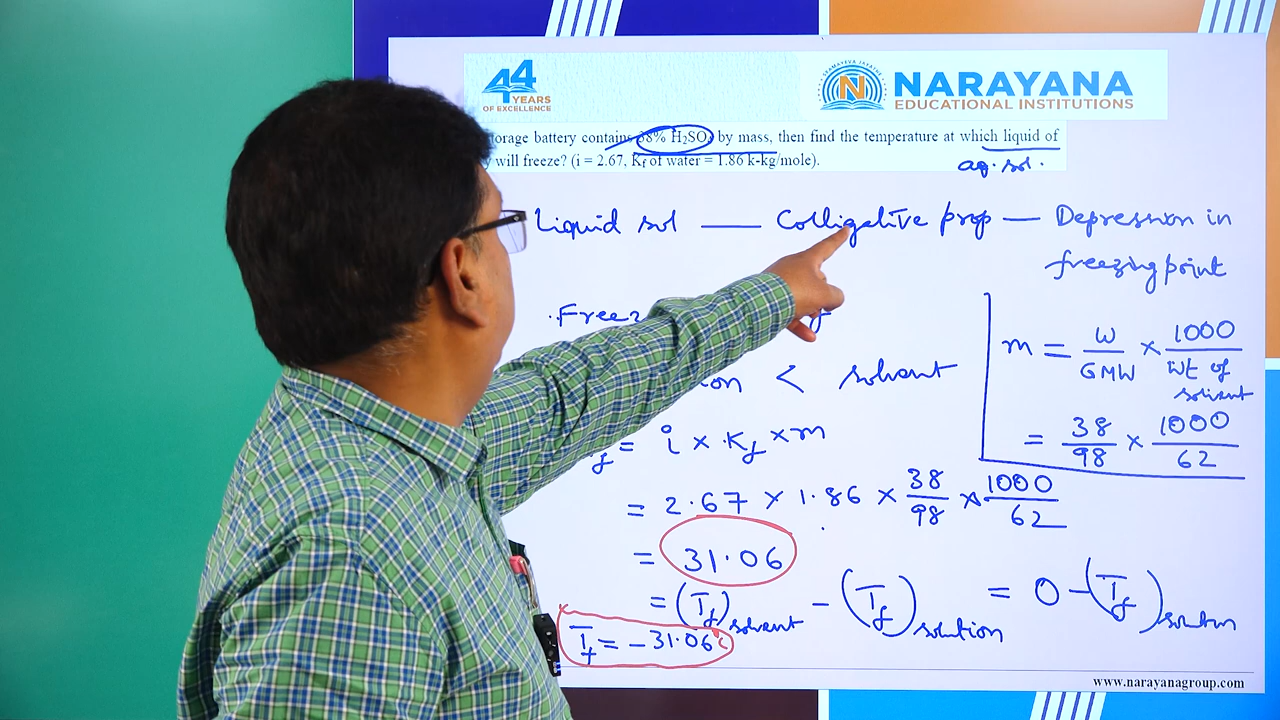 44
YEARS
OF EXCELLENCE
SAMAYEVA JAYATHE
N
NARAYANA
EDUCATIONAL INSTITUTIONS
orage battery contains 38% H₂SO₄ by mass, then find the temperature at which liquid of
y will freeze? (i = 2.67, Kf of water = 1.86 k-kg/mole).
aq. sol.
Liquid sol — Colligative prop — Depression in
freezing point
Freez
m = W/GMW × 1000/Wt of solvent
< solvent
= 38/98 × 1000/62
f = i × Kf × m
= 2.67 × 1.86 × 38/98 × 1000/62
= 31.06
= (Tf)solvent − (Tf)solution = 0 − (Tf)solution
Tf = −31.06°C
www.narayanagroup.com